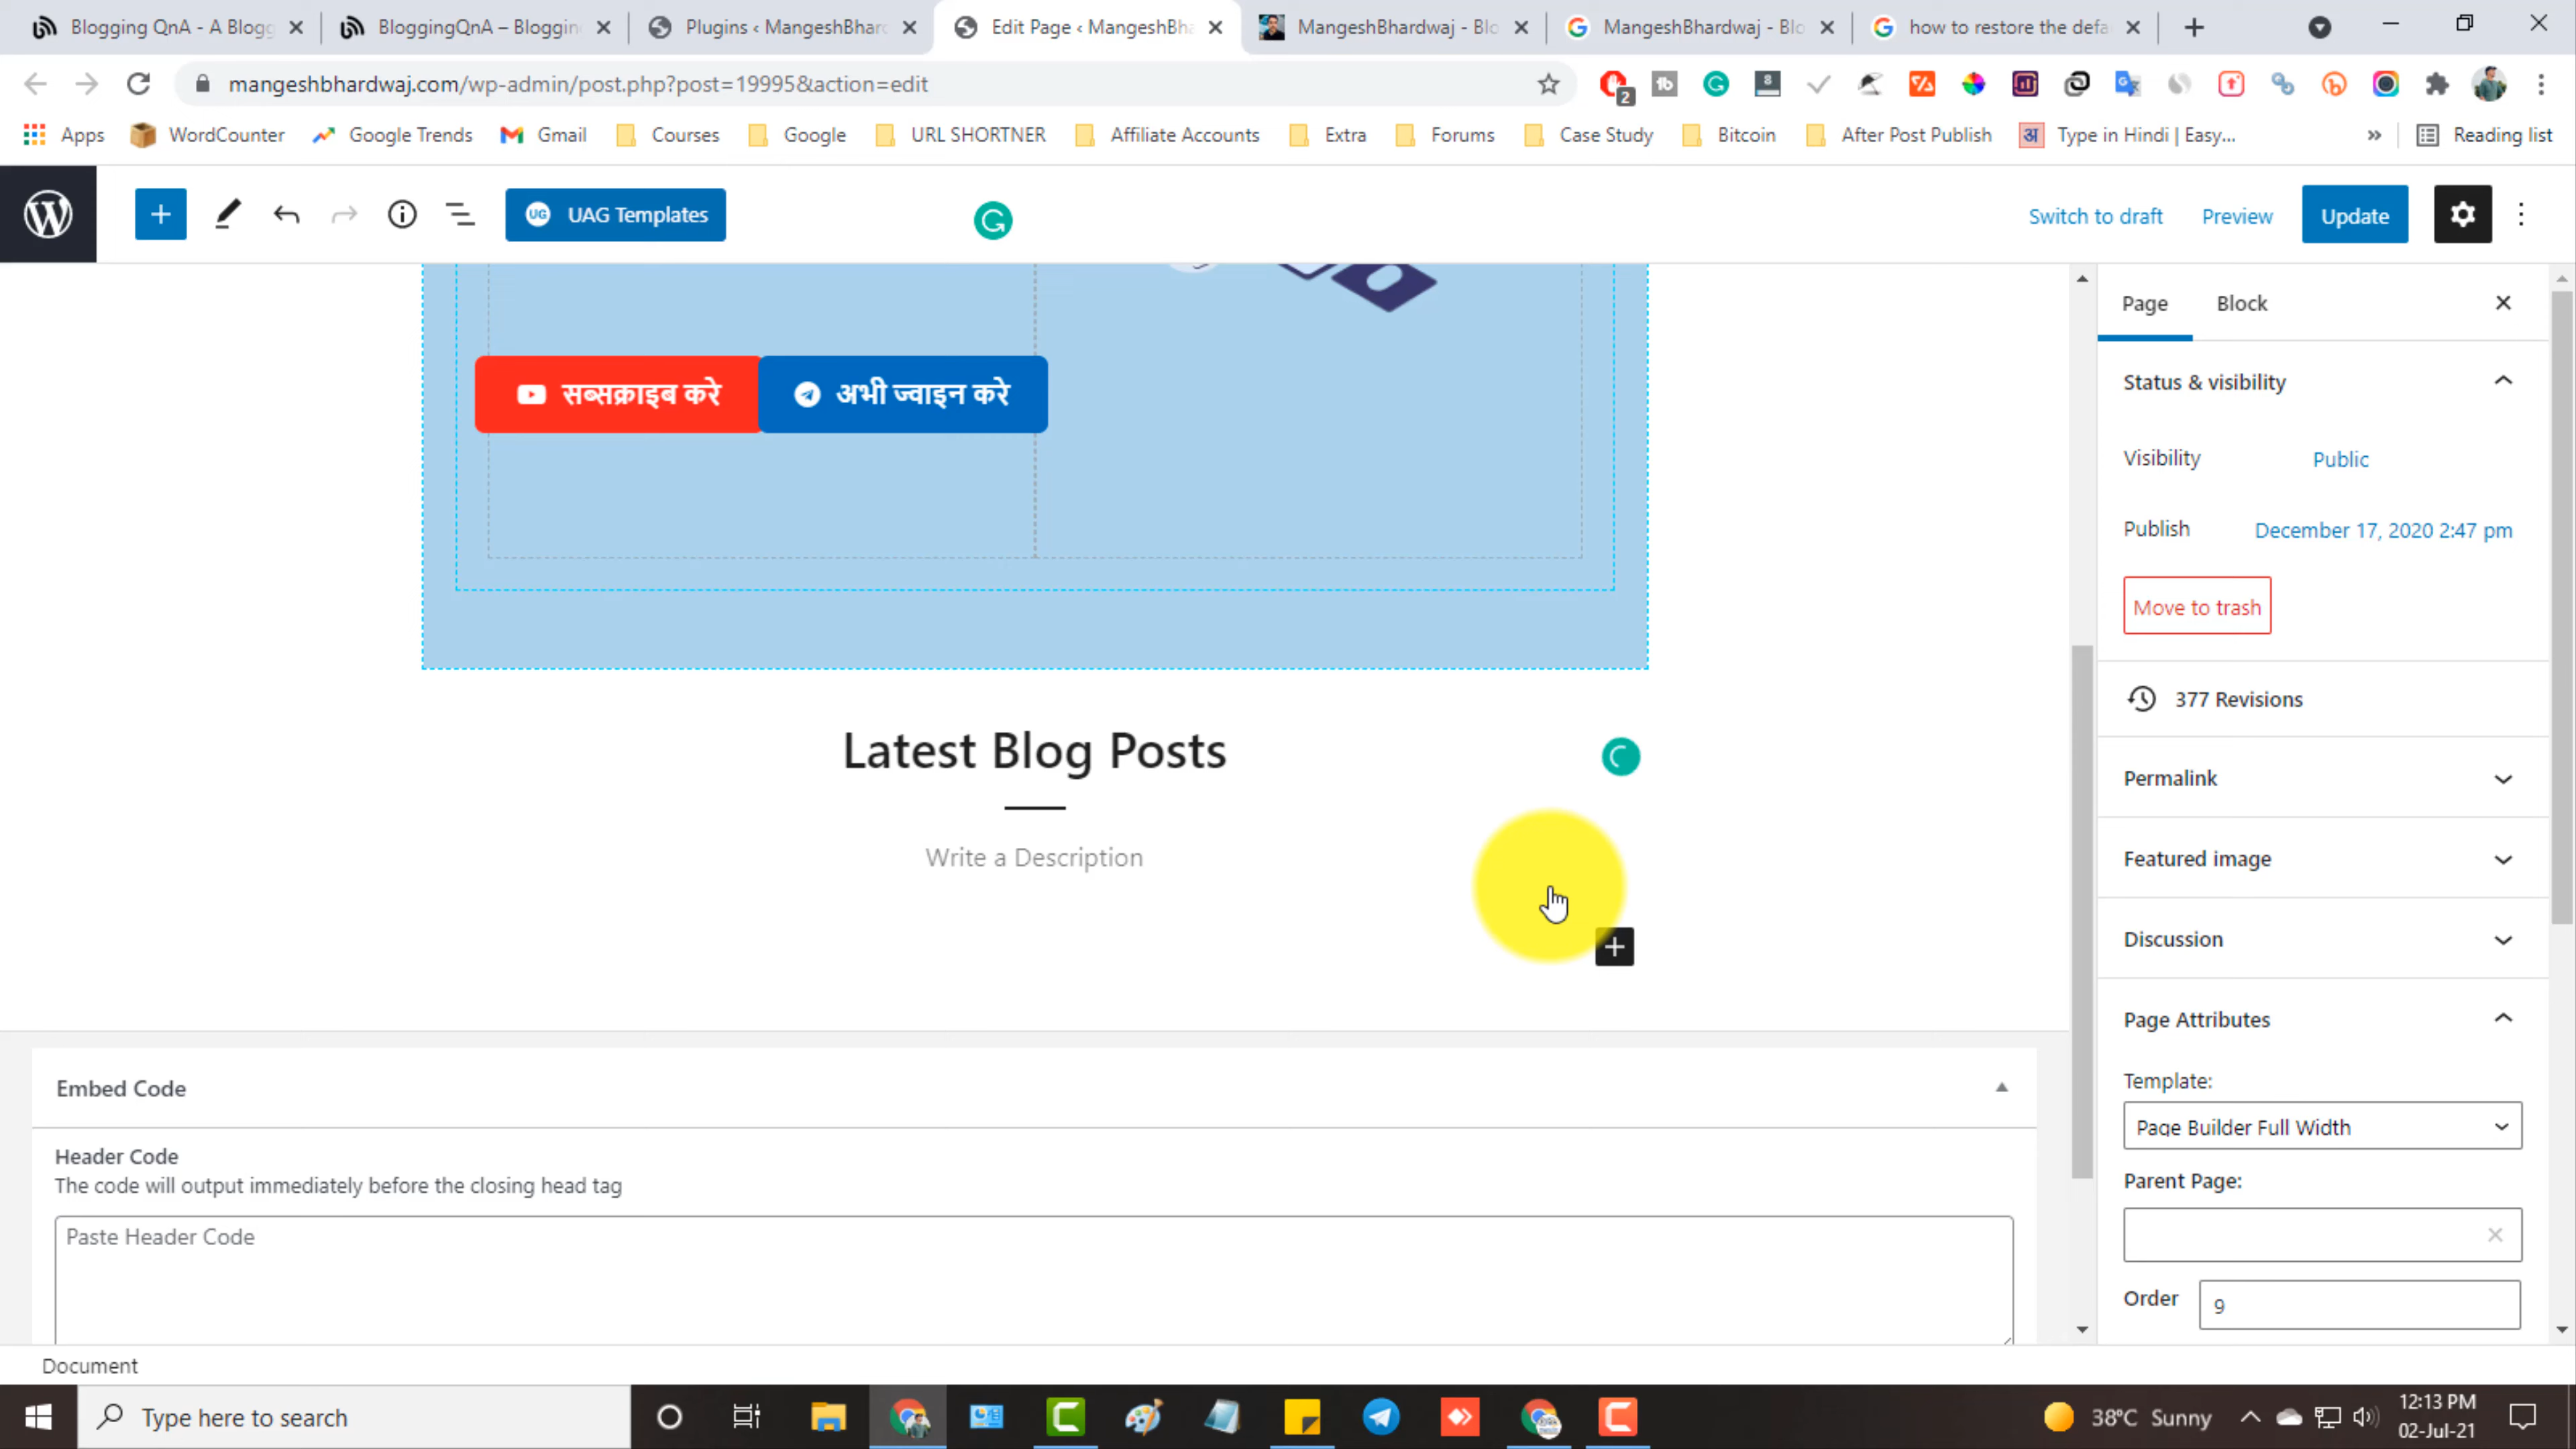 Blogging QnA - A Blogg
BloggingQnA – Bloggin
Plugins ‹ MangeshBhar
Edit Page ‹ MangeshBha
MangeshBhardwaj - Blo
MangeshBhardwaj - Blo
how to restore the defa
mangeshbhardwaj.com/wp-admin/post.php?post=19995&action=edit
2
Apps
WordCounter
Google Trends
Gmail
Courses
Google
URL SHORTNER
Affiliate Accounts
Extra
Forums
Case Study
Bitcoin
After Post Publish
Type in Hindi | Easy...
Reading list
UAG Templates
Switch to draft
Preview
Update
Page
Block
Status & visibility
Visibility
Public
Publish
December 17, 2020 2:47 pm
Move to trash
377 Revisions
Permalink
Featured image
Discussion
Page Attributes
Template:
Page Builder Full Width
Parent Page:
Order
9
सब्सक्राइब करे
अभी ज्वाइन करे
Latest Blog Posts
Write a Description
Embed Code
Header Code
The code will output immediately before the closing head tag
Paste Header Code
Document
Type here to search
38°C Sunny
12:13 PM
02-Jul-21